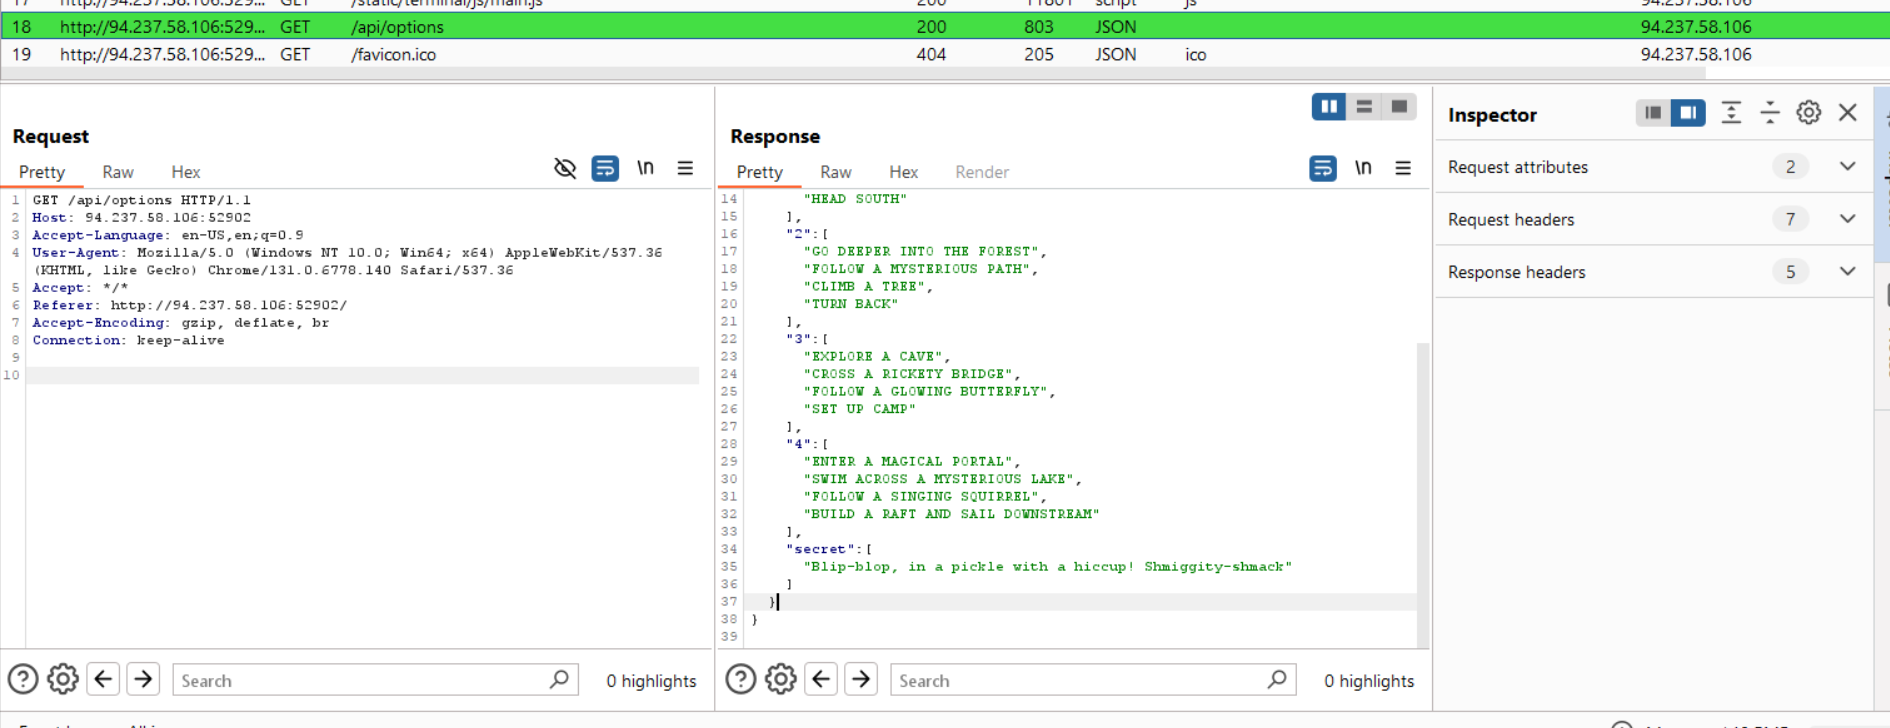 17 http://94.237.58.106:529... GET /static/terminal/js/main.js 200 11801 script js 94.237.58.106
18 http://94.237.58.106:529... GET /api/options 200 803 JSON 94.237.58.106
19 http://94.237.58.106:529... GET /favicon.ico 404 205 JSON ico 94.237.58.106
Request
Pretty Raw Hex
\n
1 GET /api/options HTTP/1.1
2 Host: 94.237.58.106:52902
3 Accept-Language: en-US,en;q=0.9
4 User-Agent: Mozilla/5.0 (Windows NT 10.0; Win64; x64) AppleWebKit/537.36
(KHTML, like Gecko) Chrome/131.0.6778.140 Safari/537.36
5 Accept: */*
6 Referer: http://94.237.58.106:52902/
7 Accept-Encoding: gzip, deflate, br
8 Connection: keep-alive
9
10
Search
0 highlights
Response
Pretty Raw Hex Render
\n
14 "HEAD SOUTH"
15 ],
16 "2":[
17 "GO DEEPER INTO THE FOREST",
18 "FOLLOW A MYSTERIOUS PATH",
19 "CLIMB A TREE",
20 "TURN BACK"
21 ],
22 "3":[
23 "EXPLORE A CAVE",
24 "CROSS A RICKETY BRIDGE",
25 "FOLLOW A GLOWING BUTTERFLY",
26 "SET UP CAMP"
27 ],
28 "4":[
29 "ENTER A MAGICAL PORTAL",
30 "SWIM ACROSS A MYSTERIOUS LAKE",
31 "FOLLOW A SINGING SQUIRREL",
32 "BUILD A RAFT AND SAIL DOWNSTREAM"
33 ],
34 "secret":[
35 "Blip-blop, in a pickle with a hiccup! Shmiggity-shmack"
36 ]
37 }
38 }
39
Search
0 highlights
Inspector
Request attributes 2
Request headers 7
Response headers 5